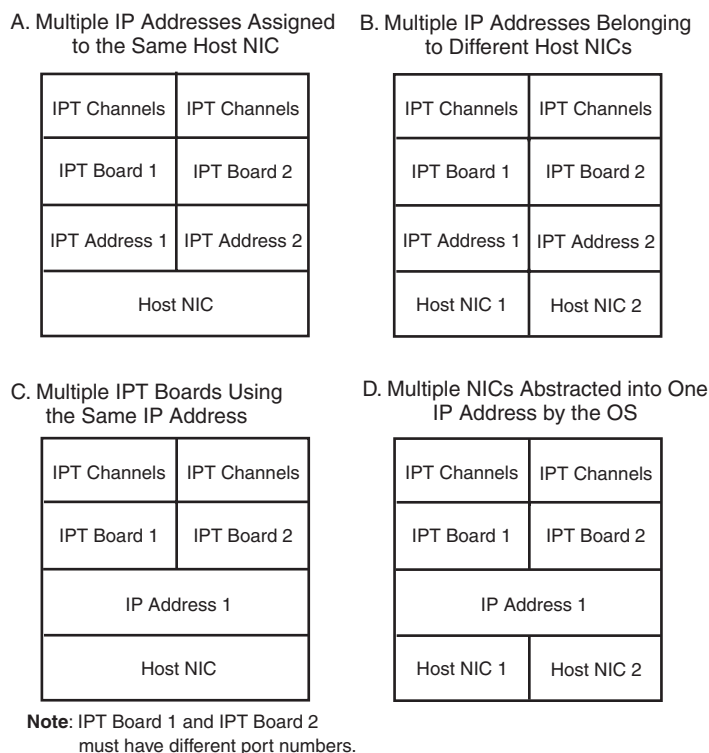 A. Multiple IP Addresses Assigned
to the Same Host NIC
IPT Channels
IPT Channels
IPT Board 1
IPT Board 2
IPT Address 1
IPT Address 2
Host NIC
B. Multiple IP Addresses Belonging
to Different Host NICs
IPT Channels
IPT Channels
IPT Board 1
IPT Board 2
IPT Address 1
IPT Address 2
Host NIC 1
Host NIC 2
C. Multiple IPT Boards Using
the Same IP Address
IPT Channels
IPT Channels
IPT Board 1
IPT Board 2
IP Address 1
Host NIC
Note: IPT Board 1 and IPT Board 2
must have different port numbers.
D. Multiple NICs Abstracted into One
IP Address by the OS
IPT Channels
IPT Channels
IPT Board 1
IPT Board 2
IP Address 1
Host NIC 1
Host NIC 2